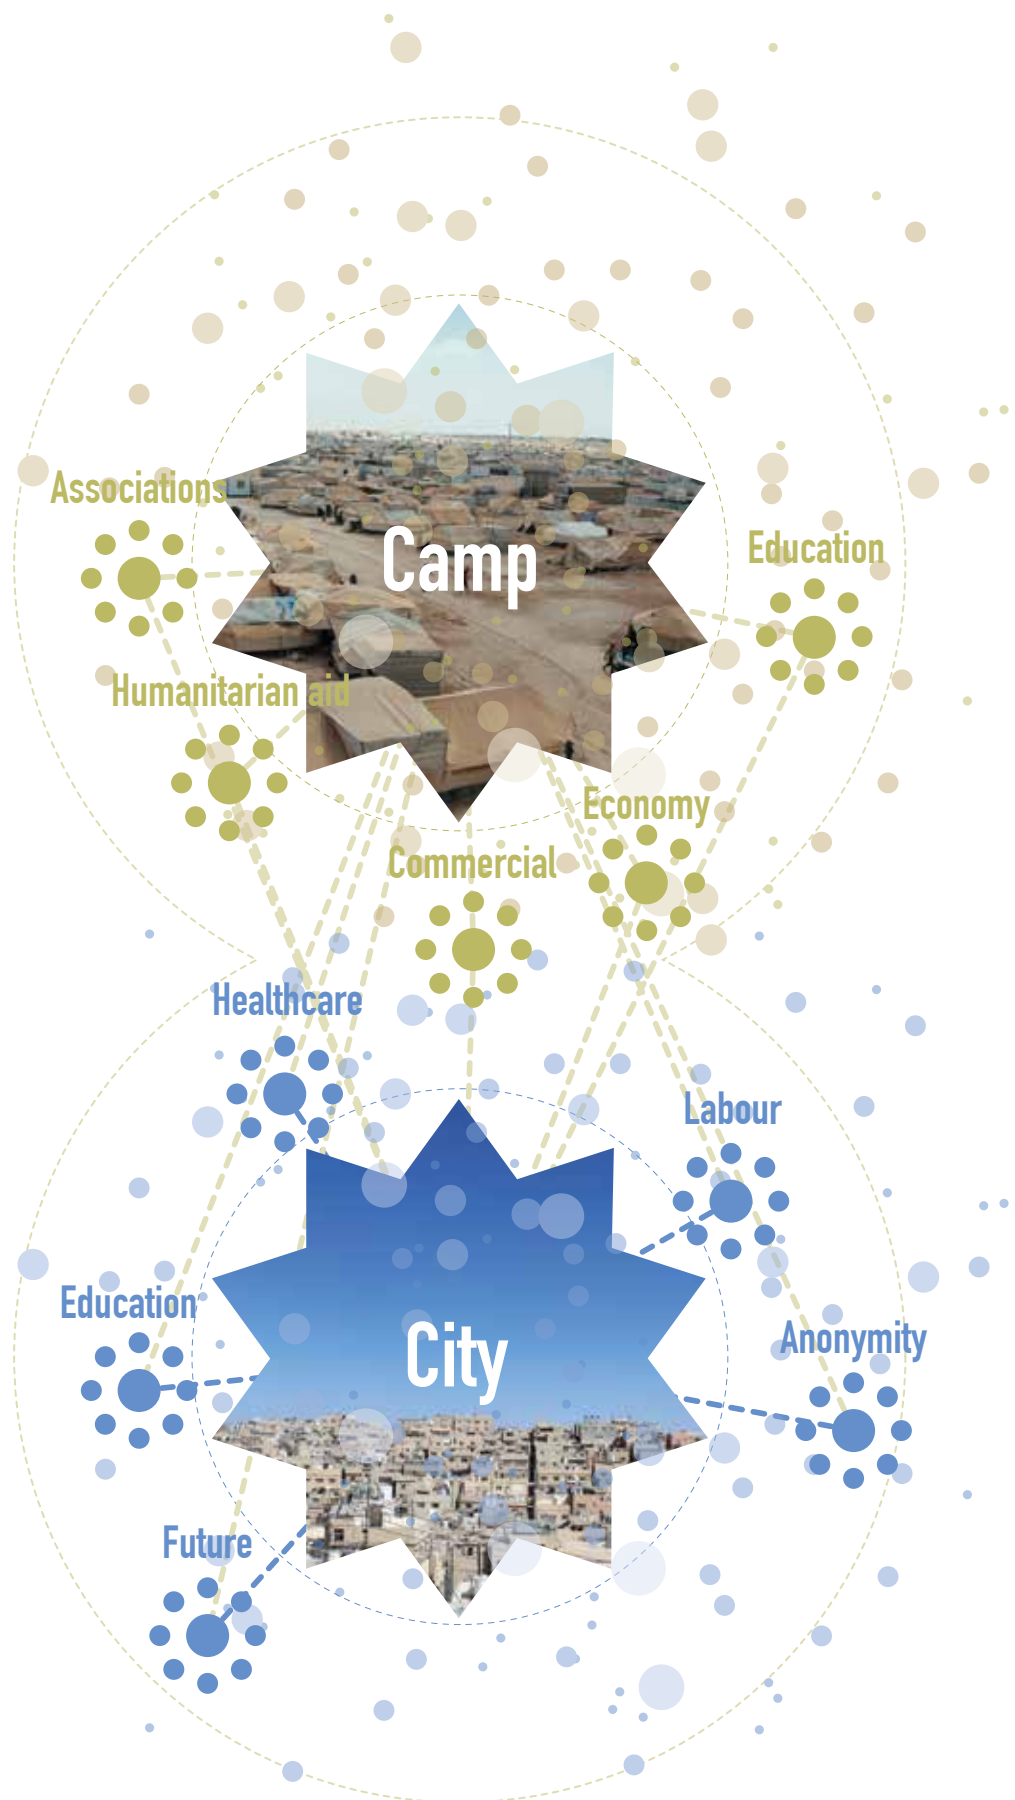 Associations
Camp
Education
Humanitarian aid
Economy
Commercial
Healthcare
Labour
Education
City
Anonymity
Future